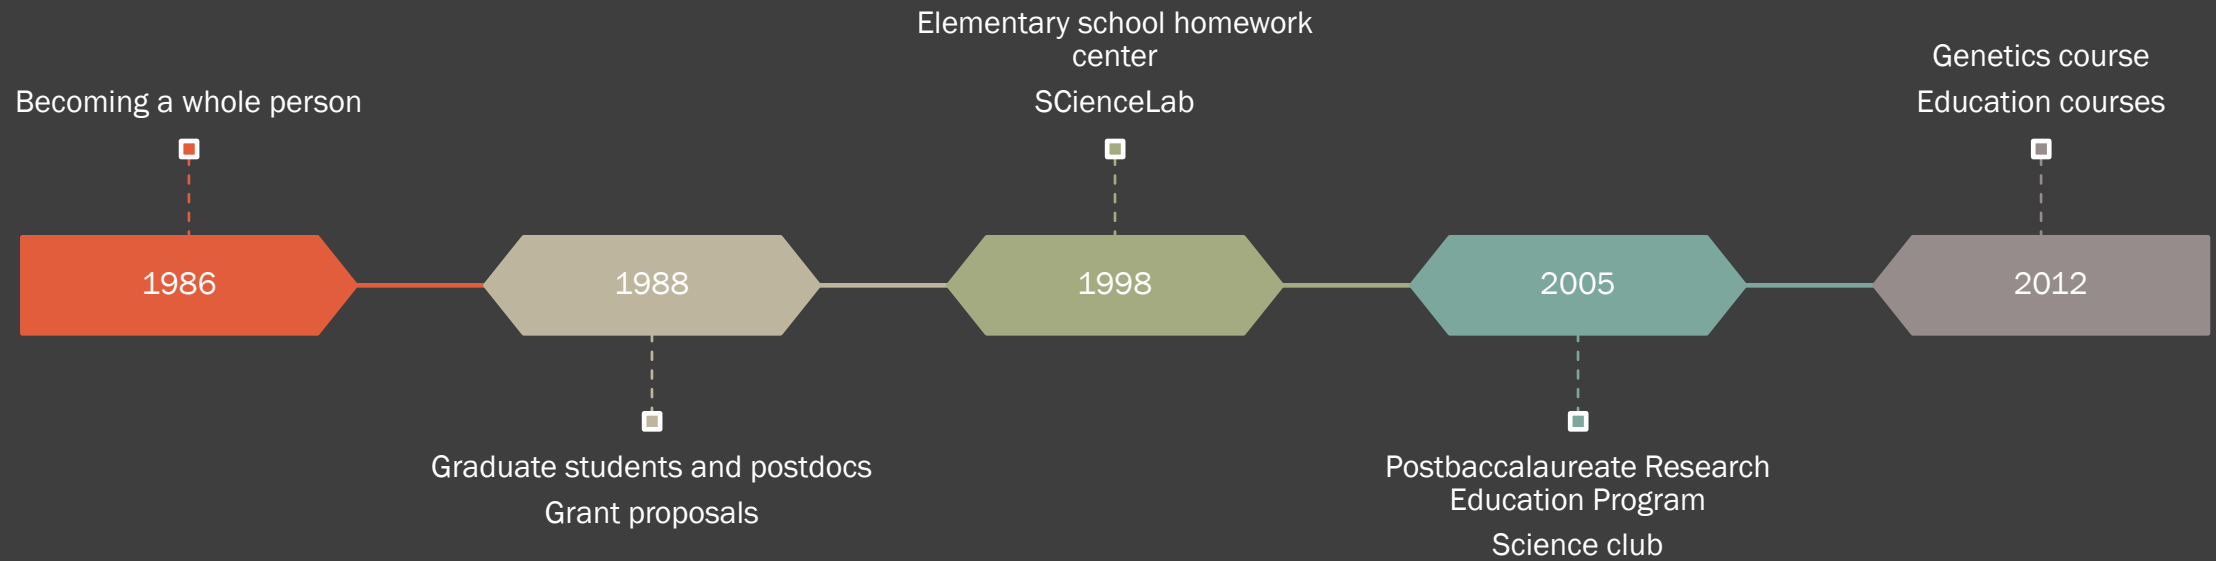 Becoming a whole person
1986
1988
Graduate students and postdocs
Grant proposals
Elementary school homework
center
SCienceLab
1998
2005
Postbaccalaureate Research
Education Program
Science club
Genetics course
Education courses
2012